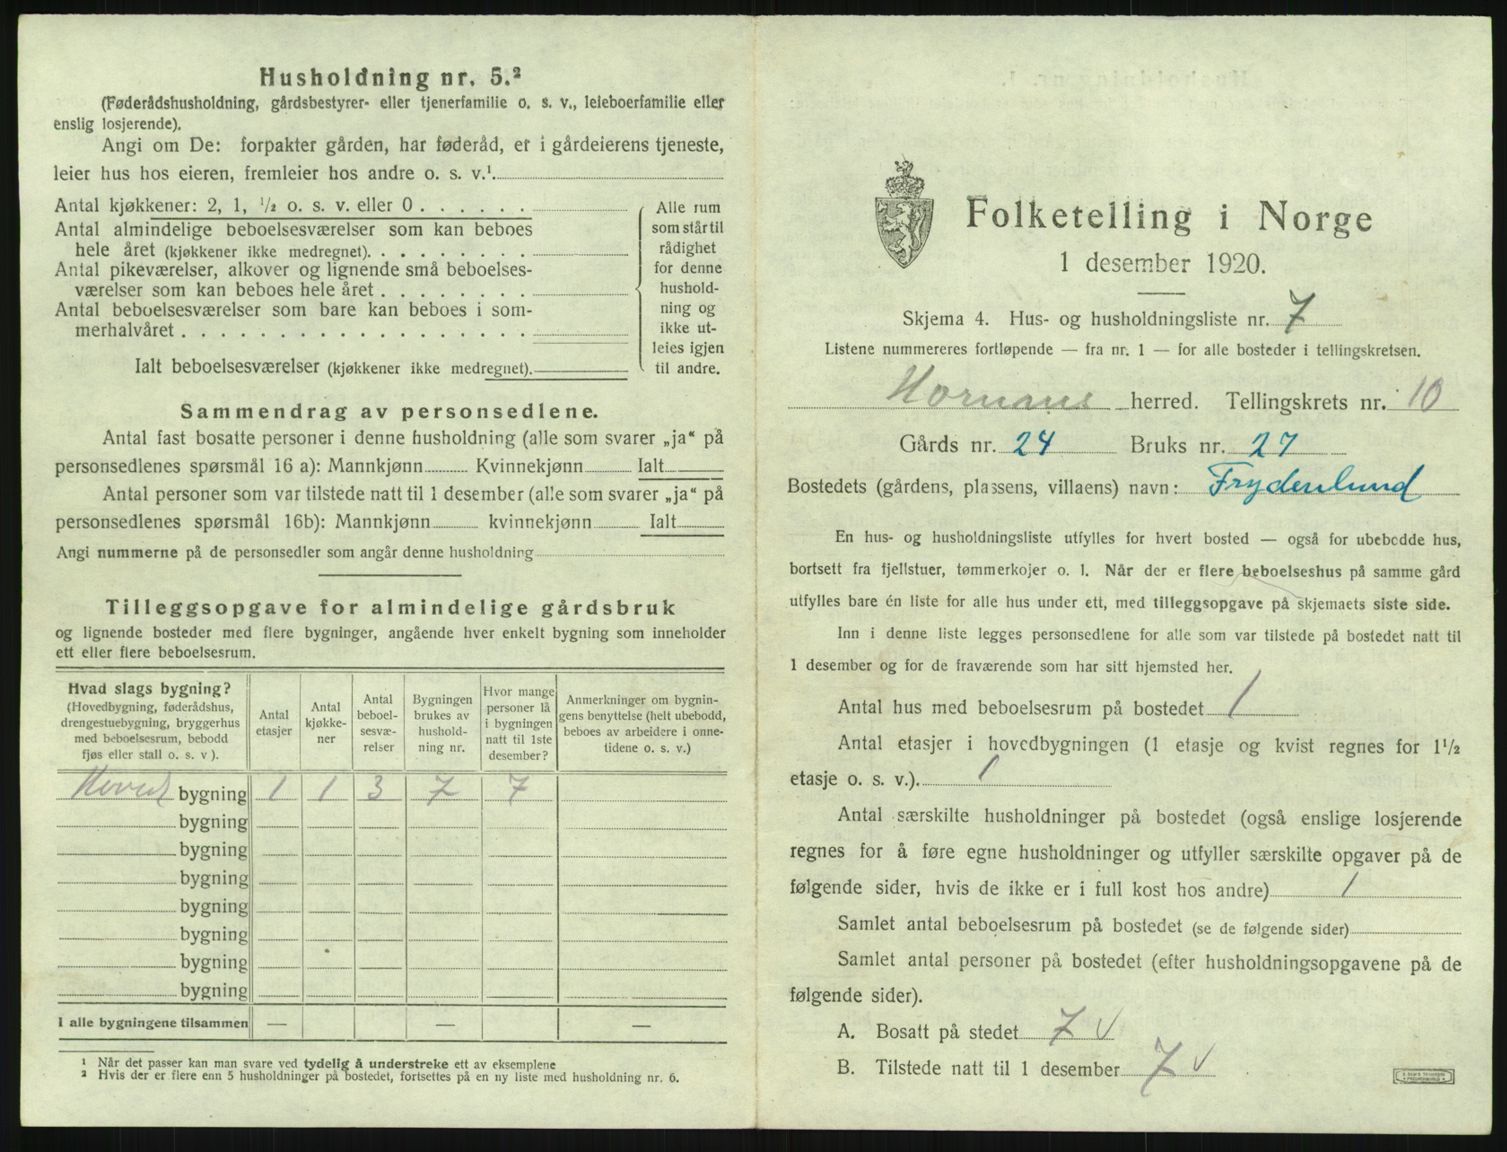 Husholdning nr. 5.²
(Føderådshusholdning, gårdsbestyrer- eller tjenerfamilie o. s. v., leieboerfamilie eller
enslig losjerende).
Angi om De: forpakter gården, har føderåd, er i gårdeierens tjeneste,
leier hus hos eieren, fremleier hos andre o. s. v.¹
Antal kjøkkener: 2, 1, ½ o. s. v. eller 0
Antal almindelige beboelsesværelser som kan beboes
hele året (kjøkkener ikke medregnet).
Antal pikeværelser, alkover og lignende små beboelses-
værelser som kan beboes hele året
Antal beboelsesværelser som bare kan beboes i som-
merhalvåret
Ialt beboelsesværelser (kjøkkener ikke medregnet).
Alle rum
som står til
rådighet
for denne
hushold-
ning og
ikke ut-
leies igjen
til andre.
Sammendrag av personsedlene.
Antal fast bosatte personer i denne husholdning (alle som svarer „ja“ på
personsedlenes spørsmål 16 a): Mannkjønn Kvinnekjønn Ialt
Antal personer som var tilstede natt til 1 desember (alle som svarer „ja“ på
personsedlenes spørsmål 16b): Mannkjønn kvinnekjønn Ialt
Angi nummerne på de personsedler som angår denne husholdning
Tilleggsopgave for almindelige gårdsbruk
og lignende bosteder med flere bygninger, angående hver enkelt bygning som inneholder
ett eller flere beboelsesrum.
Hvad slags bygning?
(Hovedbygning, føderådshus,
drengestuebygning, bryggerhus
med beboelsesrum, bebodd
fjøs eller stall o. s. v ).
Antal
etasjer
Antal
kjøkke-
ner
Antal
beboel-
sesvæ-
relser
Bygningen
brukes av
hushold-
ning nr.
Hvor mange
personer lå
i bygningen
natt til 1ste
desember?
Anmerkninger om bygnin-
gens benyttelse (helt ubebodd,
beboes av arbeidere i onne-
tidene o. s. v.)
Hoved bygning 1 1 3 7 7
bygning
bygning
bygning
bygning
bygning
bygning
bygning
I alle bygningene tilsammen — — —
¹ Når det passer kan man svare ved tydelig å understreke ett av eksemplene
² Hvis der er flere enn 5 husholdninger på bostedet, fortsettes på en ny liste med husholdning nr. 6.
Folketelling i Norge
1 desember 1920.
Skjema 4. Hus- og husholdningsliste nr. 7
Listene nummereres fortløpende — fra nr. 1 — for alle bosteder i tellingskretsen.
Hornnes herred. Tellingskrets nr. 10
Gårds nr. 24 Bruks nr. 27
Bostedets (gårdens, plassens, villaens) navn: Frydenlund
En hus- og husholdningsliste utfylles for hvert bosted — også for ubebodde hus,
bortsett fra fjellstuer, tømmerkojer o. l. Når der er flere beboelseshus på samme gård
utfylles bare én liste for alle hus under ett, med tilleggsopgave på skjemaets siste side.
Inn i denne liste legges personsedlene for alle som var tilstede på bostedet natt til
1 desember og for de fraværende som har sitt hjemsted her.
Antal hus med beboelsesrum på bostedet 1
Antal etasjer i hovedbygningen (1 etasje og kvist regnes for 1½
etasje o. s. v.). 1
Antal særskilte husholdninger på bostedet (også enslige losjerende
regnes for å føre egne husholdninger og utfyller særskilte opgaver på de
følgende sider, hvis de ikke er i full kost hos andre) 1
Samlet antal beboelsesrum på bostedet (se de følgende sider)
Samlet antal personer på bostedet (efter husholdningsopgavene på de
følgende sider).
A. Bosatt på stedet 7 v
B. Tilstede natt til 1 desember 7 v